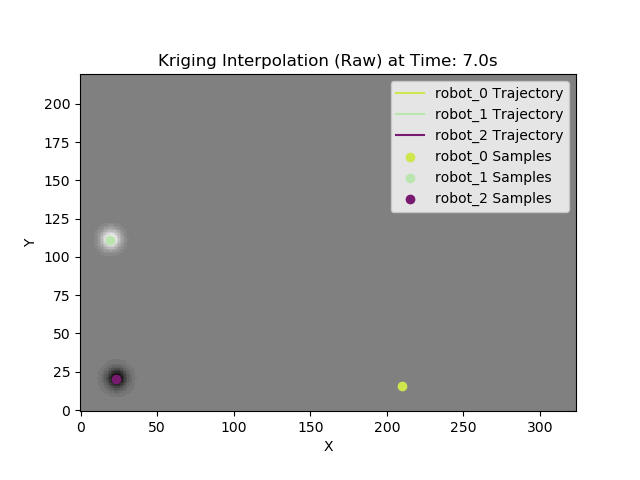 Kriging Interpolation (Raw) at Time: 7.0s
robot_0 Trajectory
robot_1 Trajectory
robot_2 Trajectory
robot_0 Samples
robot_1 Samples
robot_2 Samples
200
175
150
125
100
75
50
25
0
Y
0 50 100 150 200 250 300
X